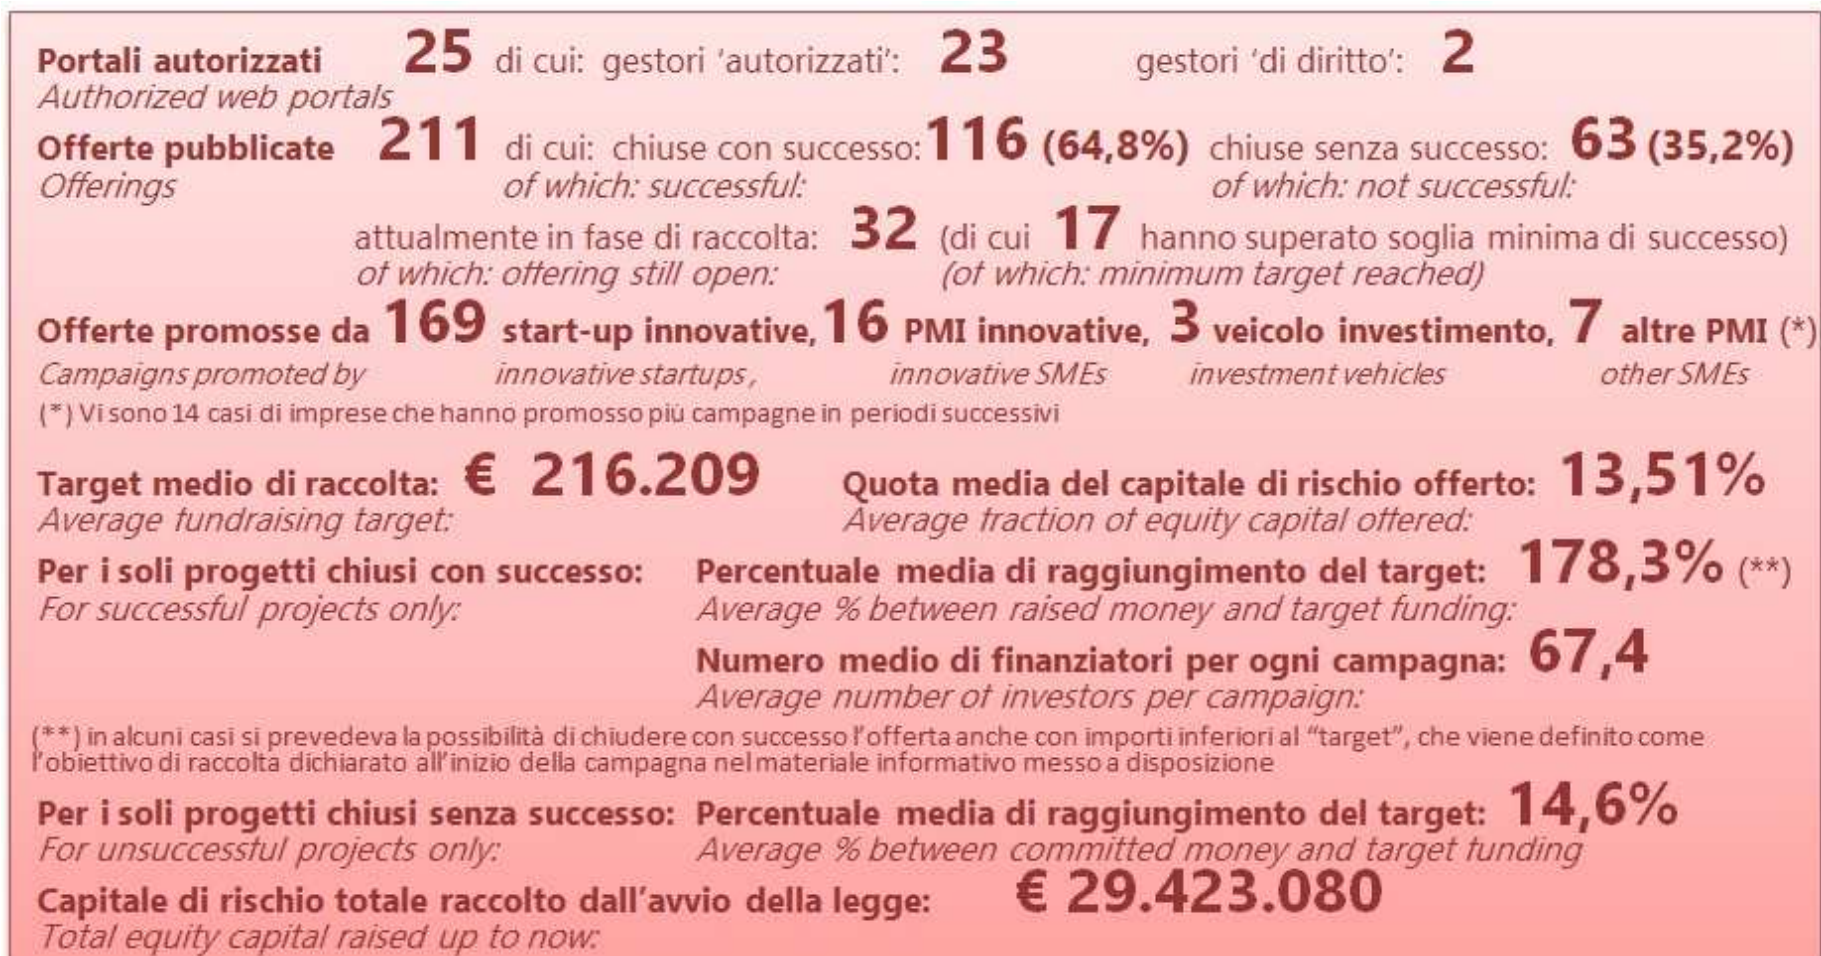 Portali autorizzati 25 di cui: gestori 'autorizzati': 23 gestori 'di diritto': 2
Authorized web portals
Offerte pubblicate 211 di cui: chiuse con successo: 116 (64,8%) chiuse senza successo: 63 (35,2%)
Offerings of which: successful: of which: not successful:
attualmente in fase di raccolta: 32 (di cui 17 hanno superato soglia minima di successo)
of which: offering still open: (of which: minimum target reached)
Offerte promosse da 169 start-up innovative, 16 PMI innovative, 3 veicolo investimento, 7 altre PMI (*)
Campaigns promoted by innovative startups, innovative SMEs investment vehicles other SMEs
(*) Vi sono 14 casi di imprese che hanno promosso più campagne in periodi successivi
Target medio di raccolta: € 216.209 Quota media del capitale di rischio offerto: 13,51%
Average fundraising target: Average fraction of equity capital offered:
Per i soli progetti chiusi con successo: Percentuale media di raggiungimento del target: 178,3% (**)
For successful projects only: Average % between raised money and target funding:
Numero medio di finanziatori per ogni campagna: 67,4
Average number of investors per campaign:
(**) in alcuni casi si prevedeva la possibilità di chiudere con successo l'offerta anche con importi inferiori al "target", che viene definito come
l'obiettivo di raccolta dichiarato all'inizio della campagna nel materiale informativo messo a disposizione
Per i soli progetti chiusi senza successo: Percentuale media di raggiungimento del target: 14,6%
For unsuccessful projects only: Average % between committed money and target funding
Capitale di rischio totale raccolto dall'avvio della legge: € 29.423.080
Total equity capital raised up to now: